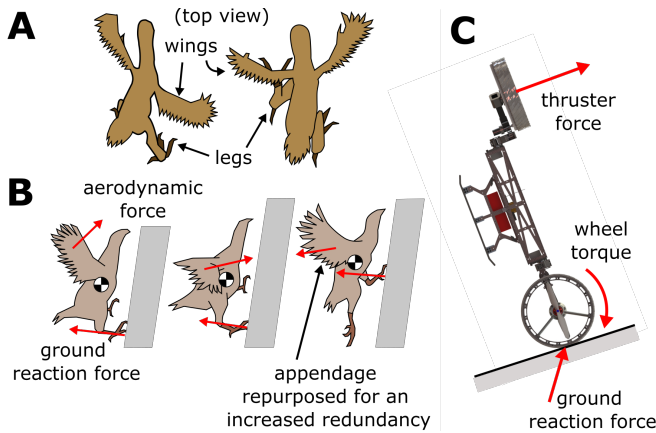 A
(top view)
wings
legs
B
aerodynamic
force
ground
reaction force
appendage
repurposed for an
increased redundancy
C
thruster
force
wheel
torque
ground
reaction force